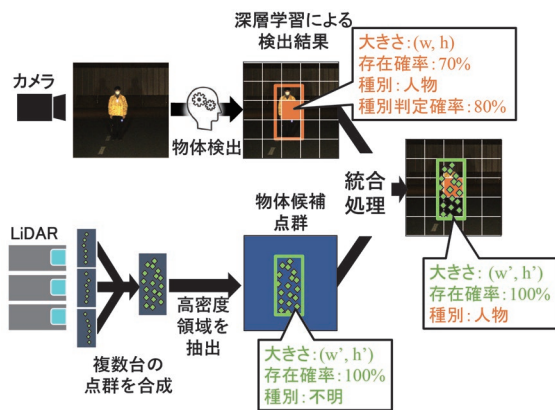 深層学習による
検出結果
カメラ
物体検出
大きさ:(w, h)
存在確率:70%
種別:人物
種別判定確率:80%
統合
処理
LiDAR
複数台の
点群を合成
高密度
領域を
抽出
物体候補
点群
大きさ:(w’, h’)
存在確率:100%
種別:不明
大きさ:(w’, h’)
存在確率:100%
種別:人物